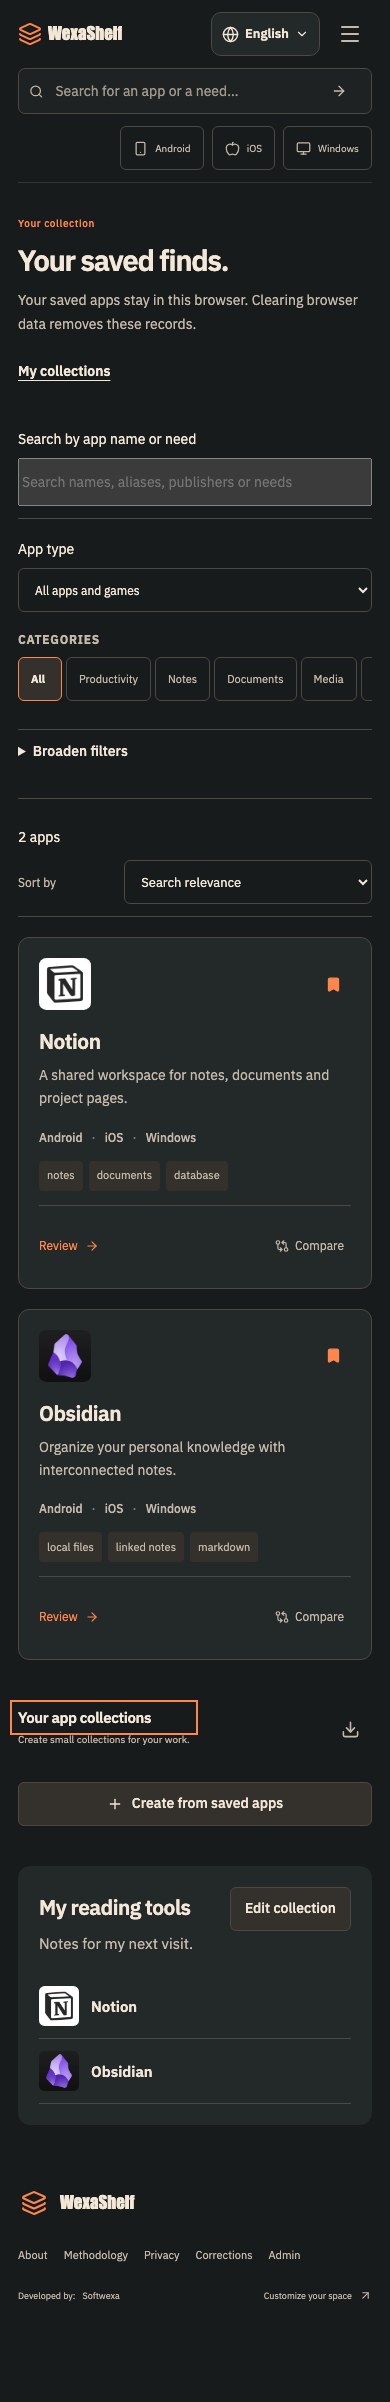 WexaShelf
English
Search for an app or a need...
Android
iOS
Windows
Your collection
Your saved finds.
Your saved apps stay in this browser. Clearing browser
data removes these records.
My collections
Search by app name or need
Search names, aliases, publishers or needs
App type
All apps and games
CATEGORIES
All
Productivity
Notes
Documents
Media
Broaden filters
2 apps
Sort by
Search relevance
Notion
A shared workspace for notes, documents and
project pages.
Android · iOS · Windows
notes
documents
database
Review
Compare
Obsidian
Organize your personal knowledge with
interconnected notes.
Android · iOS · Windows
local files
linked notes
markdown
Review
Compare
Your app collections
Create small collections for your work.
Create from saved apps
My reading tools
Edit collection
Notes for my next visit.
Notion
Obsidian
WexaShelf
About
Methodology
Privacy
Corrections
Admin
Developed by: Softwexa
Customize your space